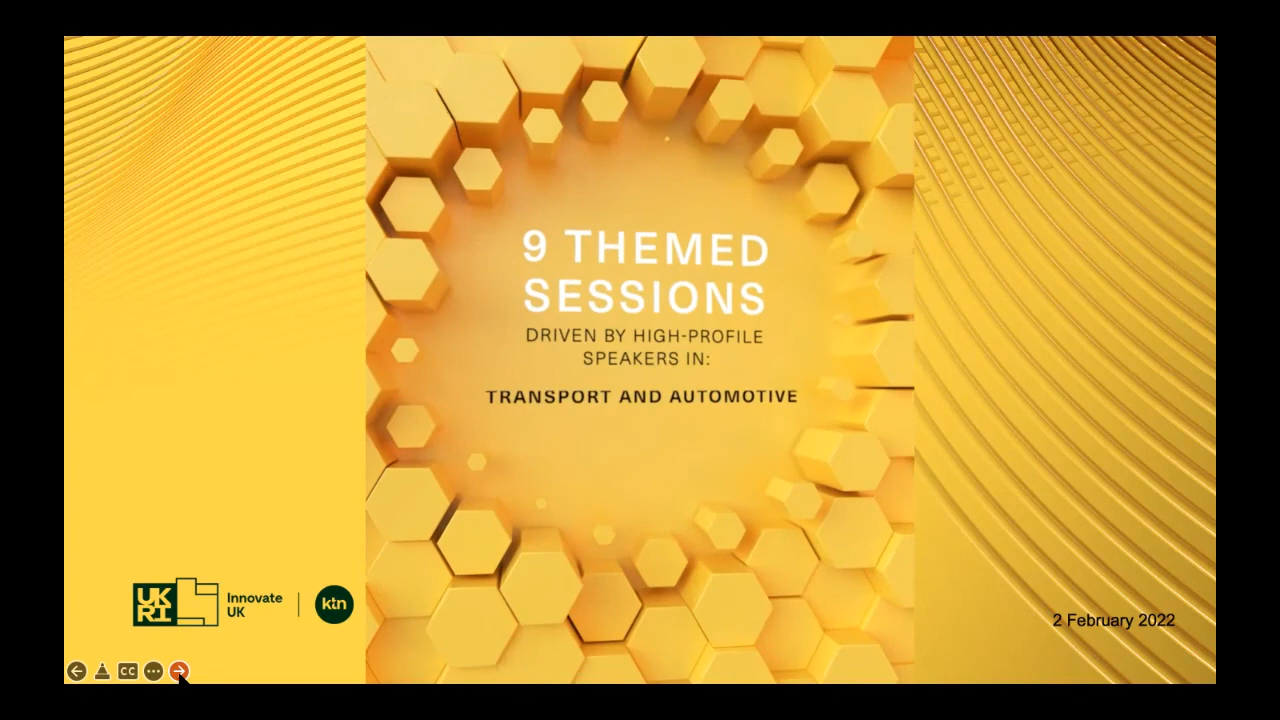 9 THEMED
SESSIONS
DRIVEN BY HIGH-PROFILE
SPEAKERS IN:
TRANSPORT AND AUTOMOTIVE
UK
RI
Innovate
UK
ktn
2 February 2022
CC